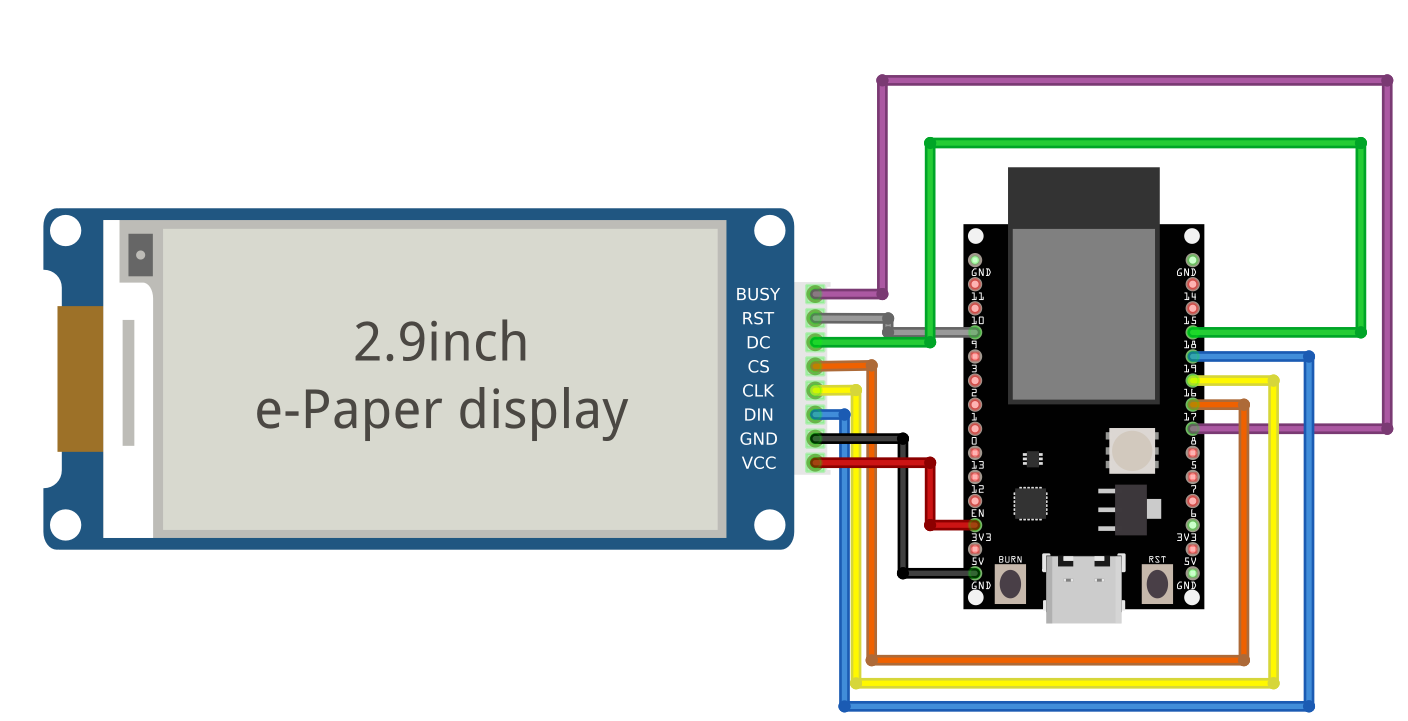 2.9inch
e-Paper display
BUSY
RST
DC
CS
CLK
DIN
GND
VCC
GND
11
10
9
3
2
1
0
13
12
EN
3V3
5V
GND
BURN
RST
GND
14
15
18
19
16
17
8
5
7
6
3V3
5V
GND